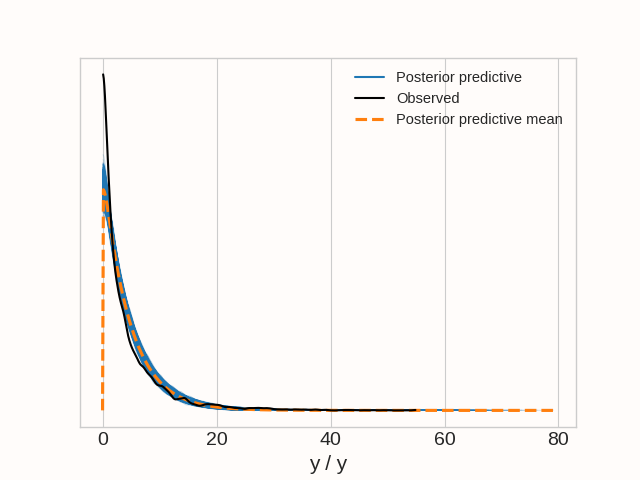 Posterior predictive
Observed
Posterior predictive mean
0 20 40 60 80
y / y